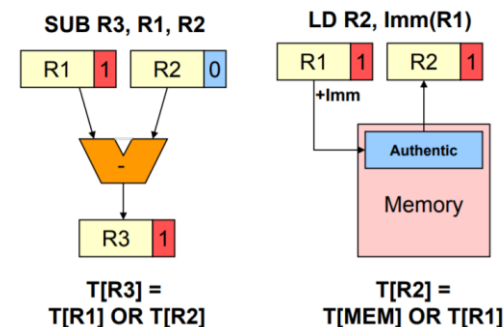 SUB R3, R1, R2
R1 1 R2 0
-
R3 1
T[R3] =
T[R1] OR T[R2]
LD R2, Imm(R1)
R1 1 R2 1
+Imm
Authentic
Memory
T[R2] =
T[MEM] OR T[R1]